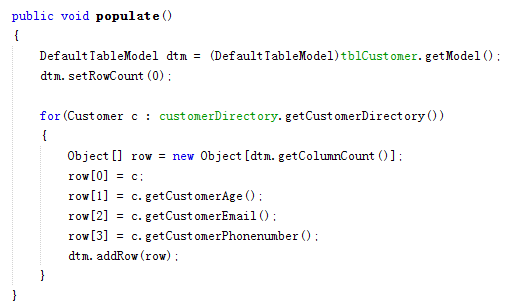 public void populate()
{
    DefaultTableModel dtm = (DefaultTableModel)tblCustomer.getModel();
    dtm.setRowCount(0);

    for(Customer c : customerDirectory.getCustomerDirectory())
    {
        Object[] row = new Object[dtm.getColumnCount()];
        row[0] = c;
        row[1] = c.getCustomerAge();
        row[2] = c.getCustomerEmail();
        row[3] = c.getCustomerPhonenumber();
        dtm.addRow(row);
    }
}